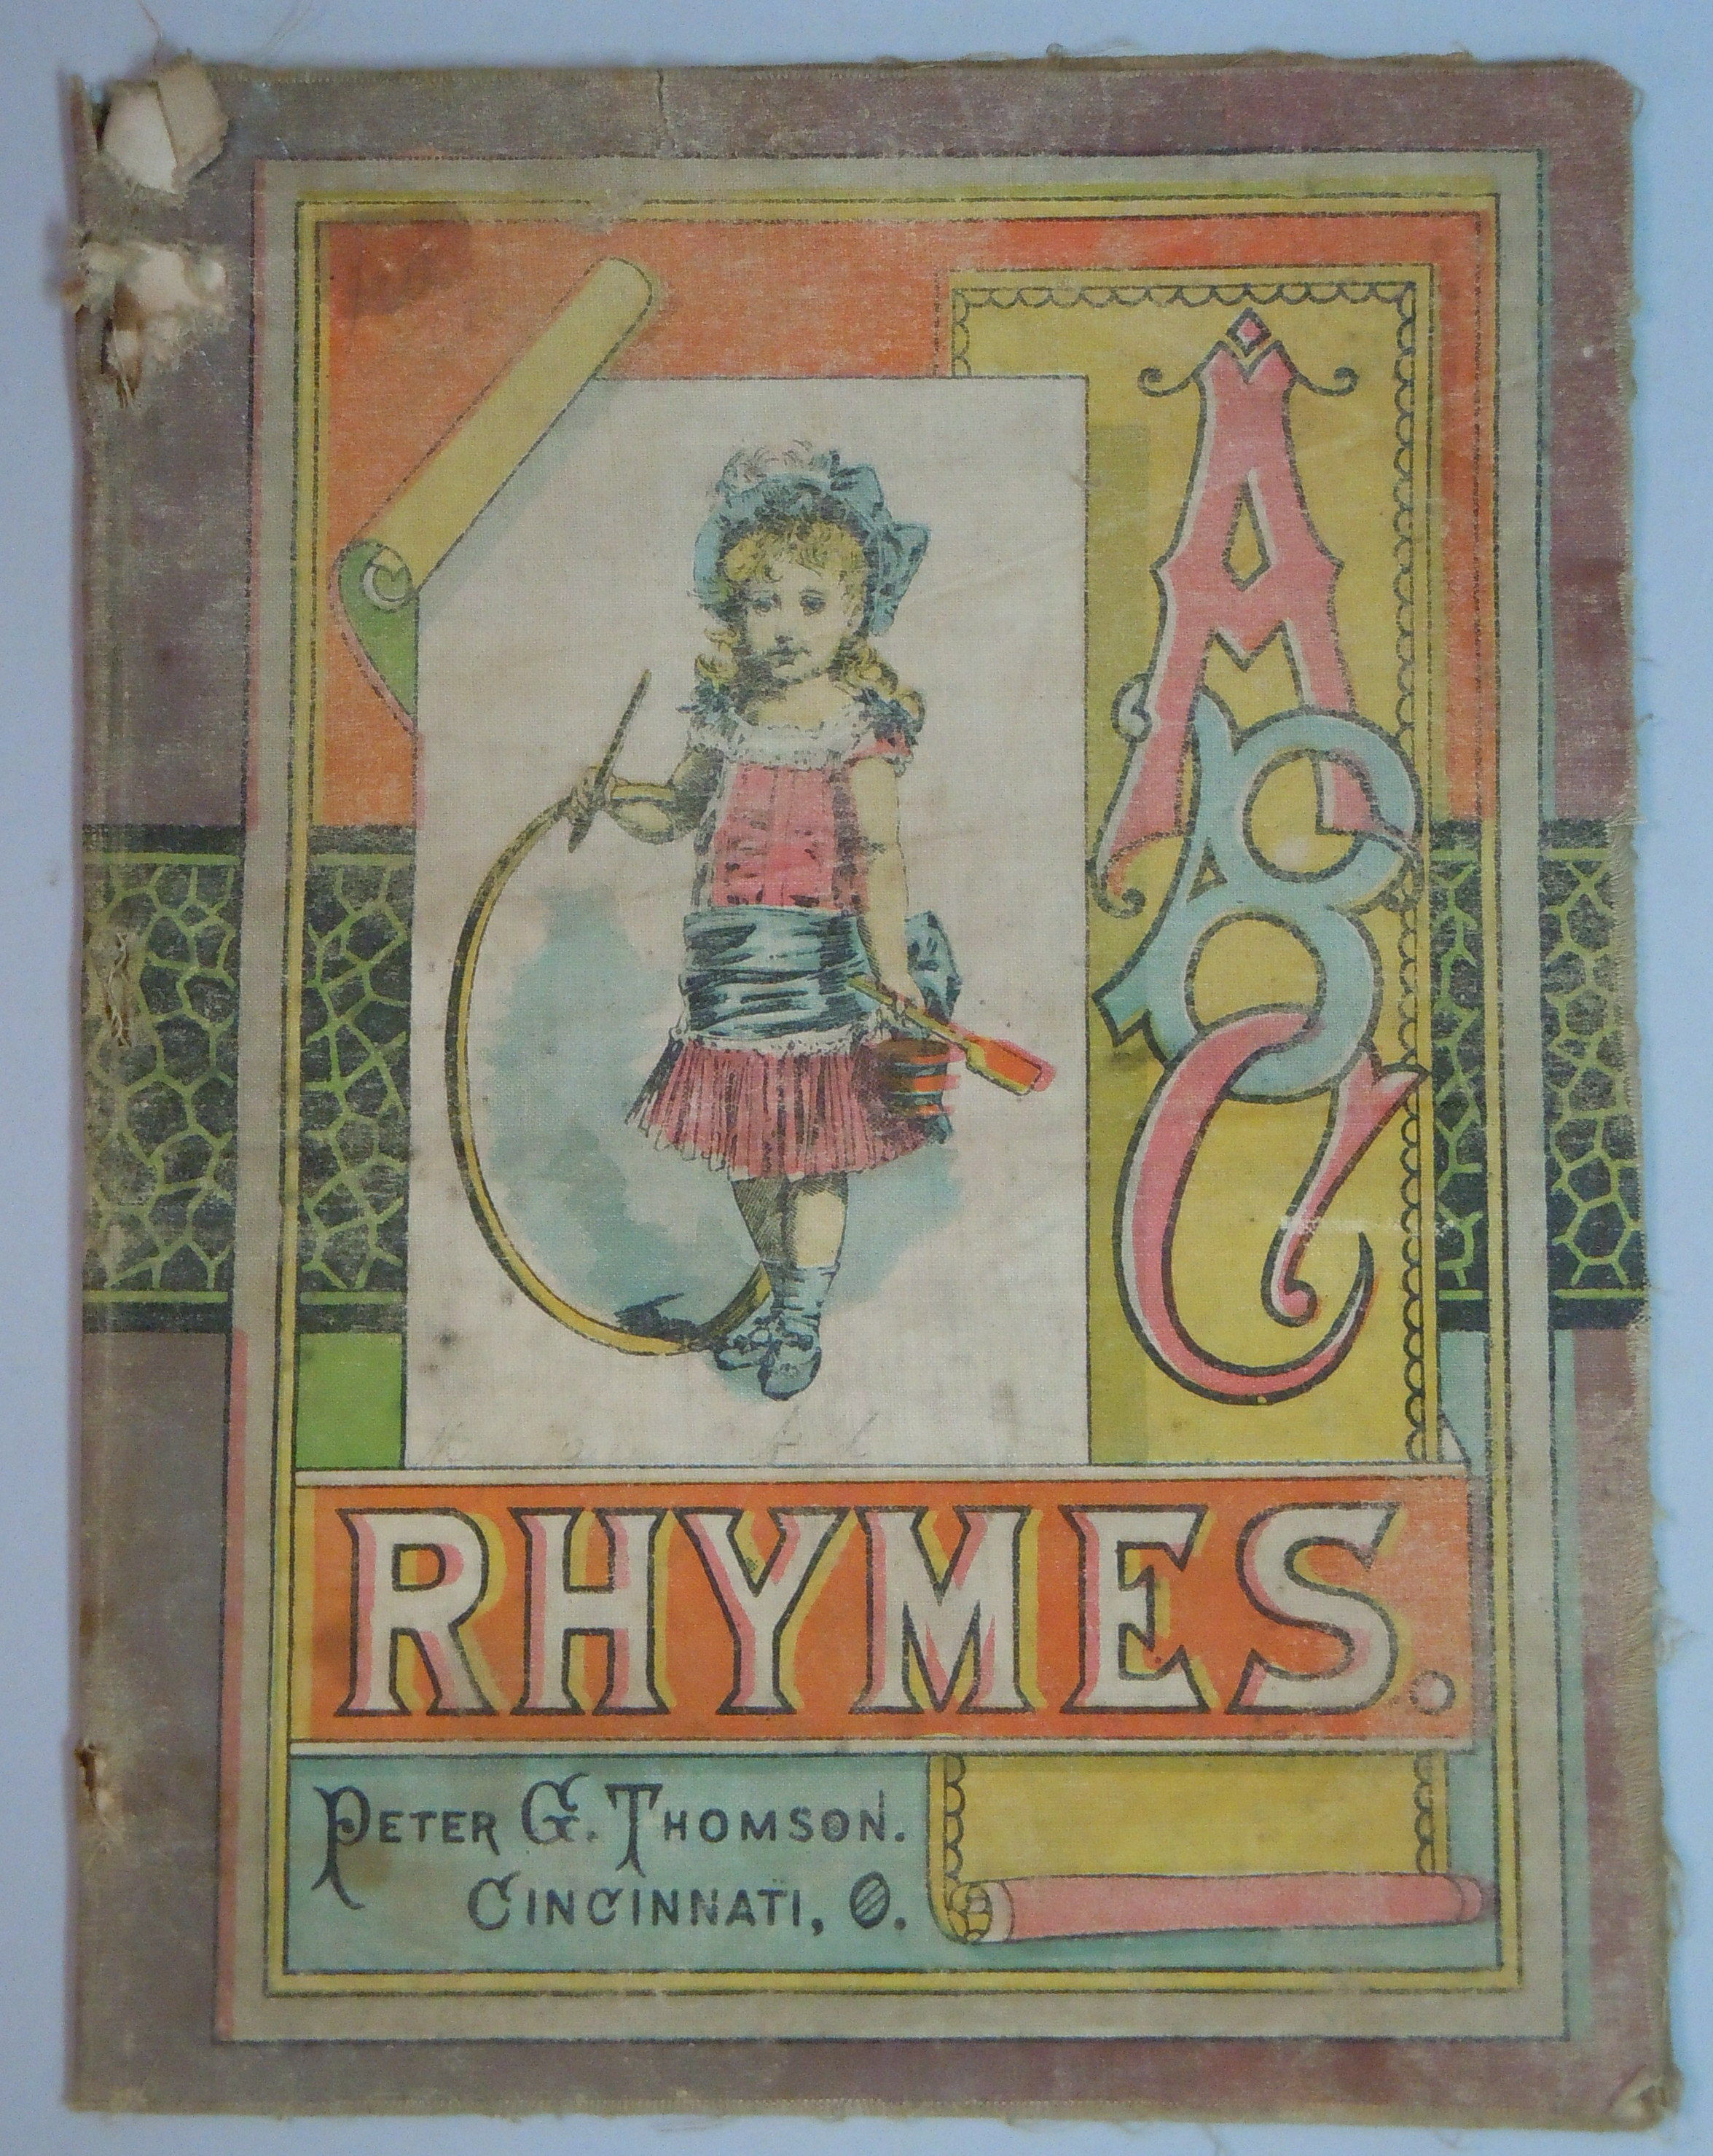 ABC
RHYMES.
PETER G. THOMSON.
CINCINNATI, O.